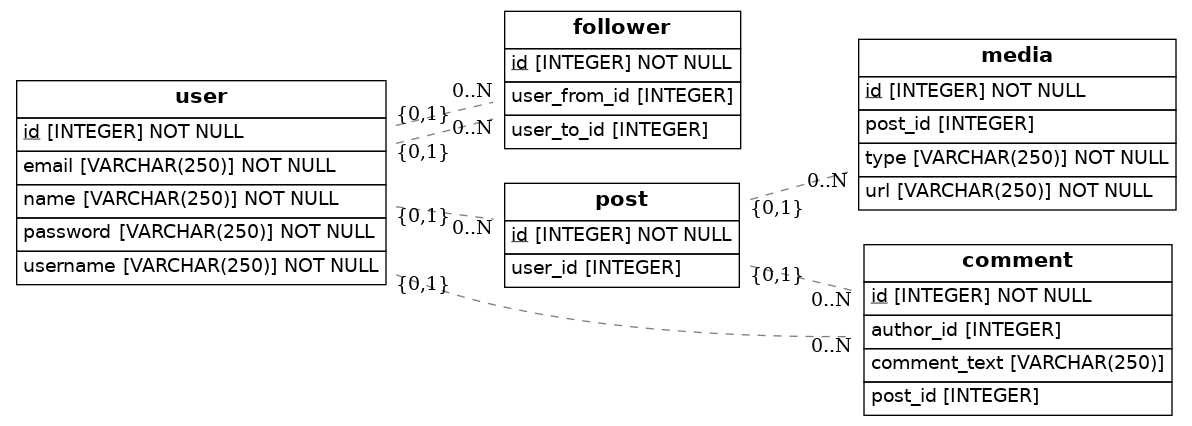 user
id [INTEGER] NOT NULL
email [VARCHAR(250)] NOT NULL
name [VARCHAR(250)] NOT NULL
password [VARCHAR(250)] NOT NULL
username [VARCHAR(250)] NOT NULL
{0,1}
{0,1}
{0,1}
{0,1}
0..N
0..N
0..N
follower
id [INTEGER] NOT NULL
user_from_id [INTEGER]
user_to_id [INTEGER]
post
id [INTEGER] NOT NULL
user_id [INTEGER]
{0,1}
{0,1}
0..N
0..N
0..N
media
id [INTEGER] NOT NULL
post_id [INTEGER]
type [VARCHAR(250)] NOT NULL
url [VARCHAR(250)] NOT NULL
comment
id [INTEGER] NOT NULL
author_id [INTEGER]
comment_text [VARCHAR(250)]
post_id [INTEGER]